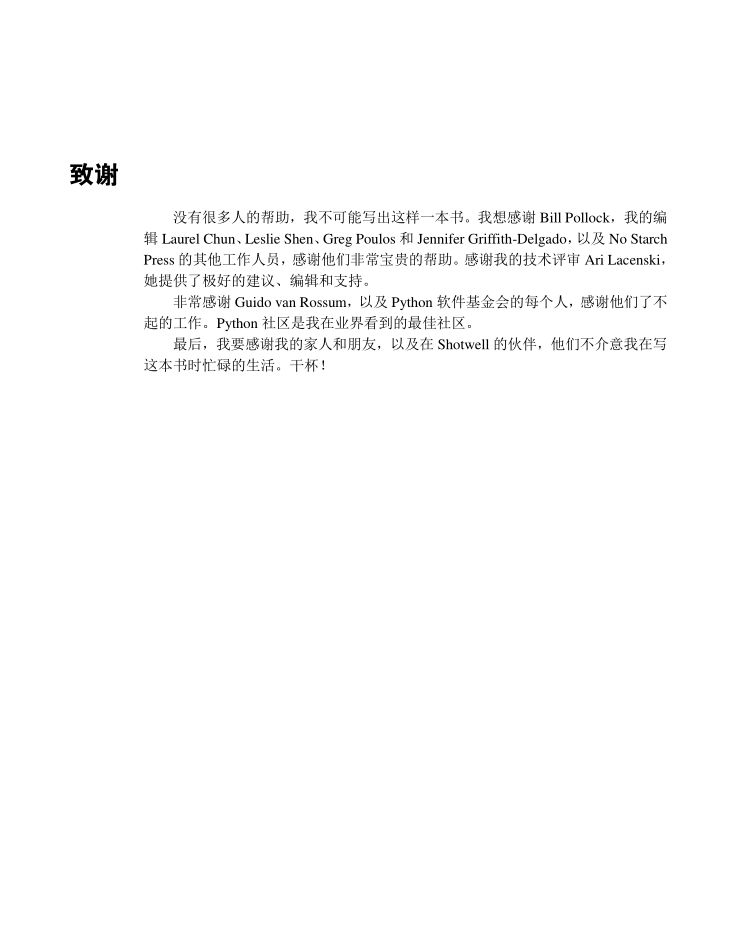 致谢
没有很多人的帮助，我不可能写出这样一本书。我想感谢 Bill Pollock，我的编
辑 Laurel Chun、Leslie Shen、Greg Poulos 和 Jennifer Griffith-Delgado，以及 No Starch
Press 的其他工作人员，感谢他们非常宝贵的帮助。感谢我的技术评审 Ari Lacenski，
她提供了极好的建议、编辑和支持。
非常感谢 Guido van Rossum，以及 Python 软件基金会的每个人，感谢他们了不
起的工作。Python 社区是我在业界看到的最佳社区。
最后，我要感谢我的家人和朋友，以及在 Shotwell 的伙伴，他们不介意我在写
这本书时忙碌的生活。干杯！